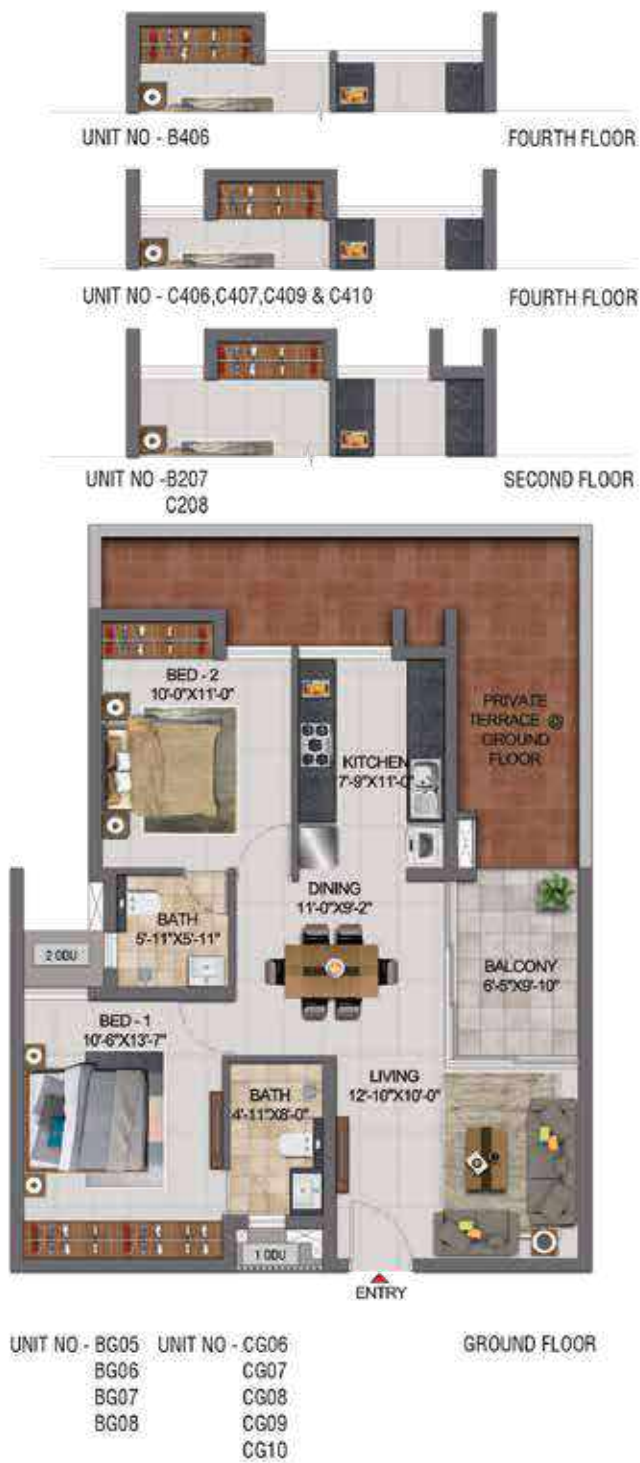 UNIT NO - B406 FOURTH FLOOR
UNIT NO - C406,C407,C409 & C410 FOURTH FLOOR
UNIT NO -B207 SECOND FLOOR
C208
BED - 2
10'-0"X11'-0"
PRIVATE
TERRACE @
GROUND
FLOOR
KITCHEN
7'-9"X11'-0"
DINING
11'-0"X9'-2"
BATH
5'-11"X5'-11"
2 ODU
BALCONY
6'-5"X9'-10"
BED - 1
10'-6"X13'-7"
LIVING
12'-10"X10'-0"
BATH
4'-11"X8'-0"
1 ODU
ENTRY
UNIT NO - BG05 UNIT NO - CG06 GROUND FLOOR
BG06 CG07
BG07 CG08
BG08 CG09
CG10